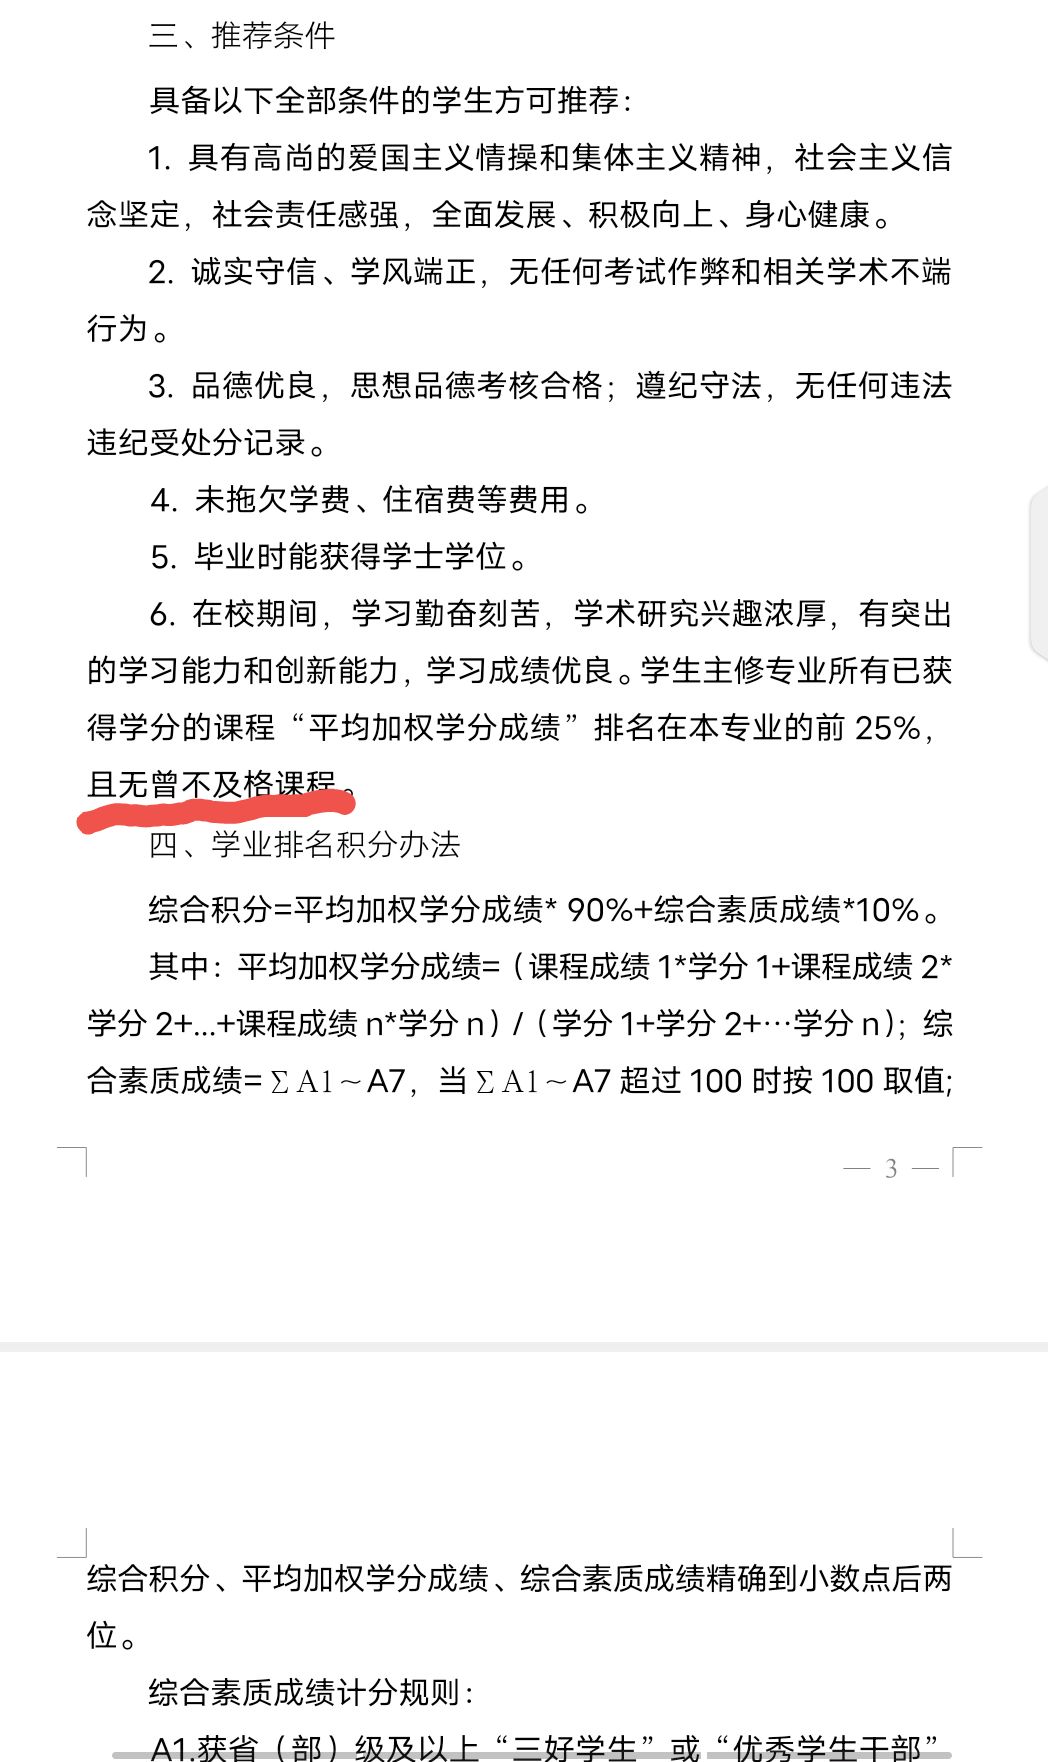 三、推荐条件
具备以下全部条件的学生方可推荐：
1. 具有高尚的爱国主义情操和集体主义精神，社会主义信
念坚定，社会责任感强，全面发展、积极向上、身心健康。
2. 诚实守信、学风端正，无任何考试作弊和相关学术不端
行为。
3. 品德优良，思想品德考核合格；遵纪守法，无任何违法
违纪受处分记录。
4. 未拖欠学费、住宿费等费用。
5. 毕业时能获得学士学位。
6. 在校期间，学习勤奋刻苦，学术研究兴趣浓厚，有突出
的学习能力和创新能力，学习成绩优良。学生主修专业所有已获
得学分的课程“平均加权学分成绩”排名在本专业的前 25%，
且无曾不及格课程。
四、学业排名积分办法
综合积分=平均加权学分成绩* 90%+综合素质成绩*10%。
其中：平均加权学分成绩=（课程成绩 1*学分 1+课程成绩 2*
学分 2+...+课程成绩 n*学分 n）/（学分 1+学分 2+…学分 n）；综
合素质成绩=∑A1～A7，当∑A1～A7 超过 100 时按 100 取值;
— 3 —
综合积分、平均加权学分成绩、综合素质成绩精确到小数点后两
位。
综合素质成绩计分规则：
A1.获省（部）级及以上“三好学生”或“优秀学生干部”